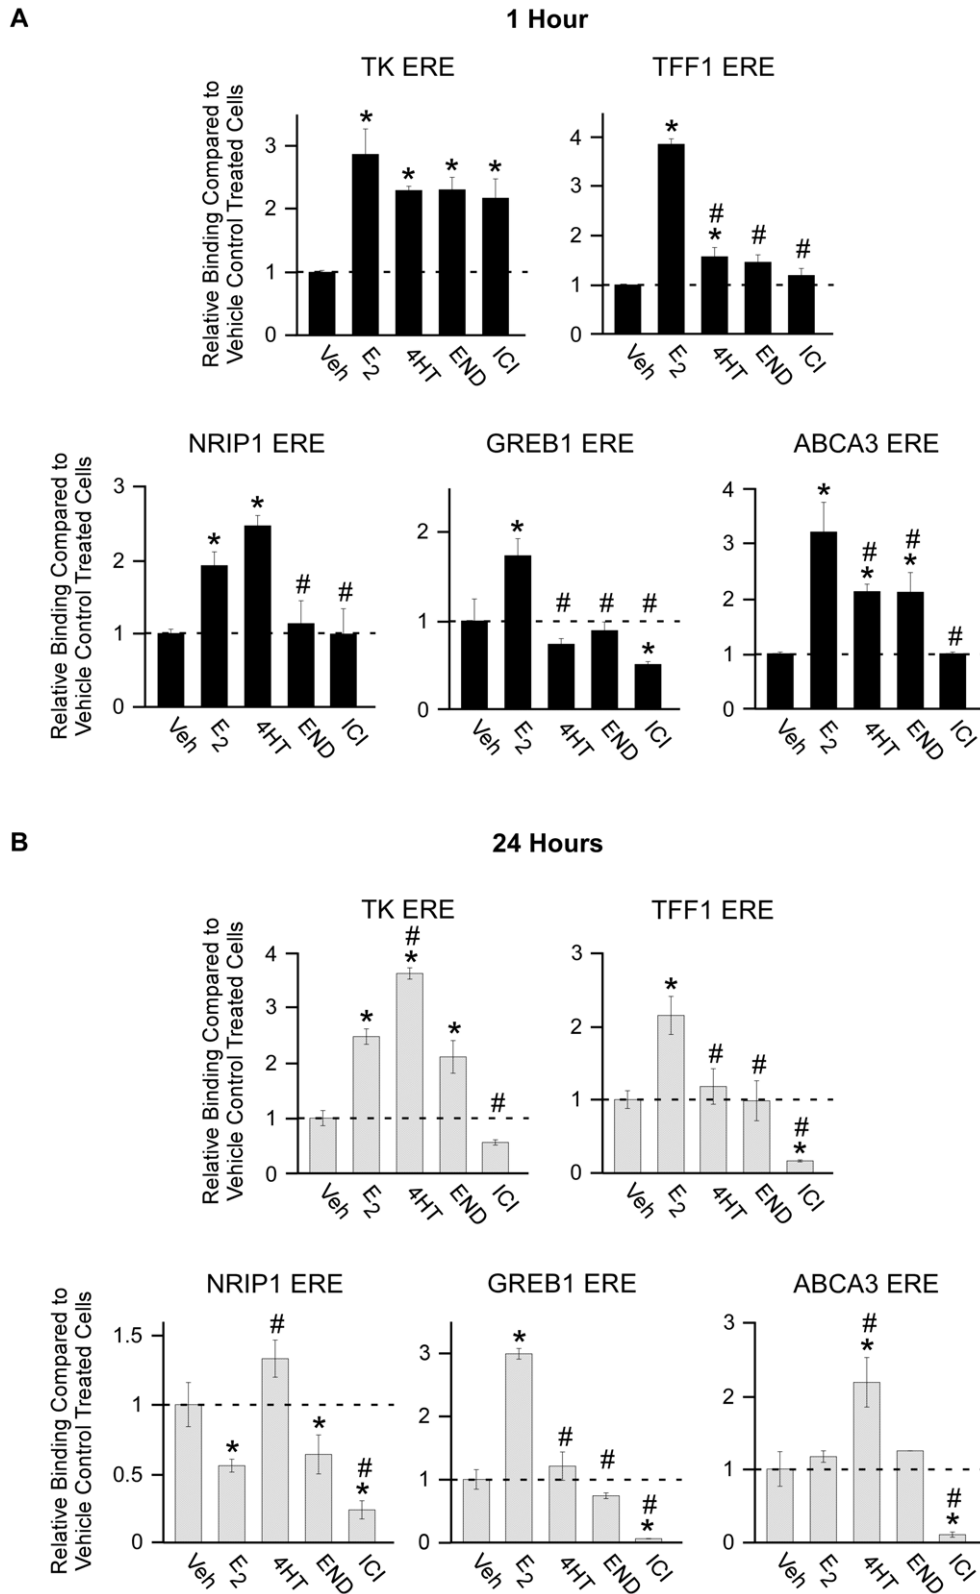 A
1 Hour
TK ERE
TFF1 ERE
Relative Binding Compared to
Vehicle Control Treated Cells
3
2
1
0
*
*
*
*
Veh
E2
4HT
END
ICI
4
3
2
1
0
*
#
*
#
#
Veh
E2
4HT
END
ICI
NRIP1 ERE
GREB1 ERE
ABCA3 ERE
Relative Binding Compared to
Vehicle Control Treated Cells
3
2
1
0
*
*
#
#
Veh
E2
4HT
END
ICI
2
1
0
*
#
#
#
*
Veh
E2
4HT
END
ICI
4
3
2
1
0
*
#
*
#
*
#
Veh
E2
4HT
END
ICI
B
24 Hours
TK ERE
TFF1 ERE
Relative Binding Compared to
Vehicle Control Treated Cells
4
3
2
1
0
*
#
*
*
#
Veh
E2
4HT
END
ICI
3
2
1
0
*
#
#
#
*
Veh
E2
4HT
END
ICI
NRIP1 ERE
GREB1 ERE
ABCA3 ERE
Relative Binding Compared to
Vehicle Control Treated Cells
1.5
1
0.5
0
*
#
*
#
*
Veh
E2
4HT
END
ICI
3
2
1
0
*
#
#
#
*
Veh
E2
4HT
END
ICI
3
2
1
0
#
*
#
*
Veh
E2
4HT
END
ICI